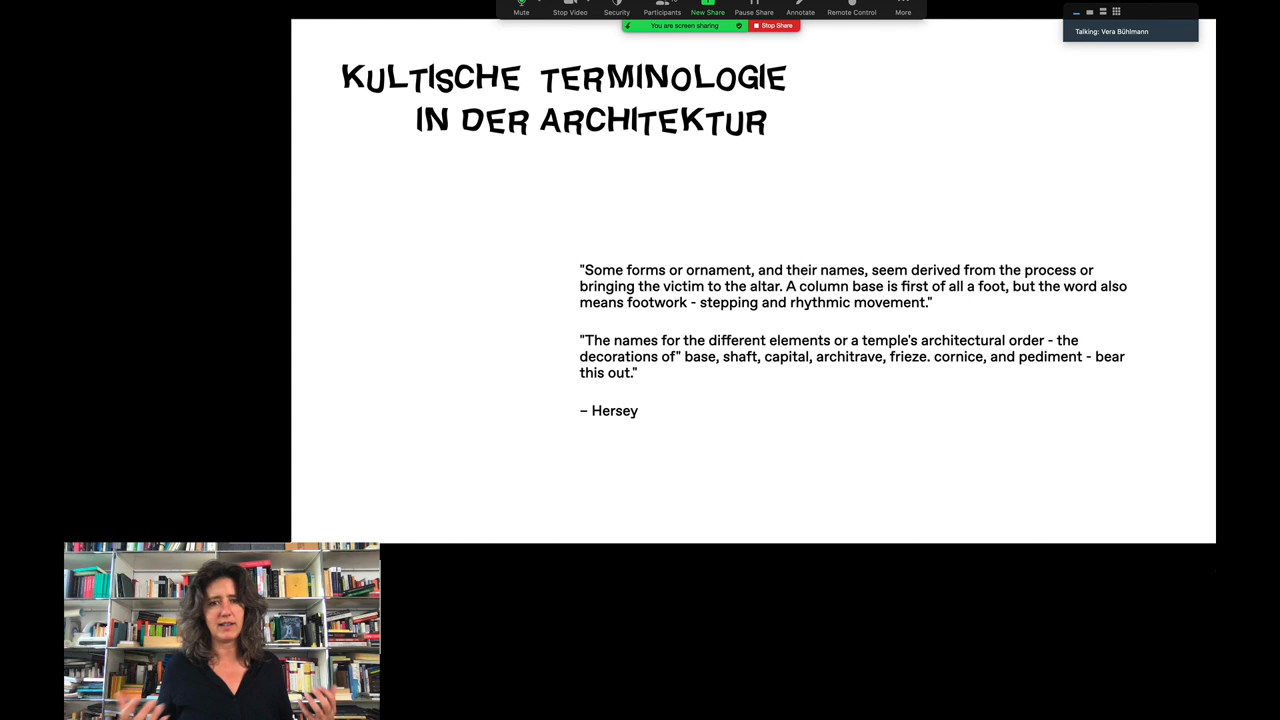 Mute
Stop Video
Security
Participants
New Share
Pause Share
Annotate
Remote Control
More
You are screen sharing
Stop Share
Talking: Vera Bühlmann
KULTISCHE TERMINOLOGIE
IN DER ARCHITEKTUR
"Some forms or ornament, and their names, seem derived from the process or
bringing the victim to the altar. A column base is first of all a foot, but the word also
means footwork - stepping and rhythmic movement."
"The names for the different elements or a temple's architectural order - the
decorations of" base, shaft, capital, architrave, frieze. cornice, and pediment - bear
this out."
– Hersey